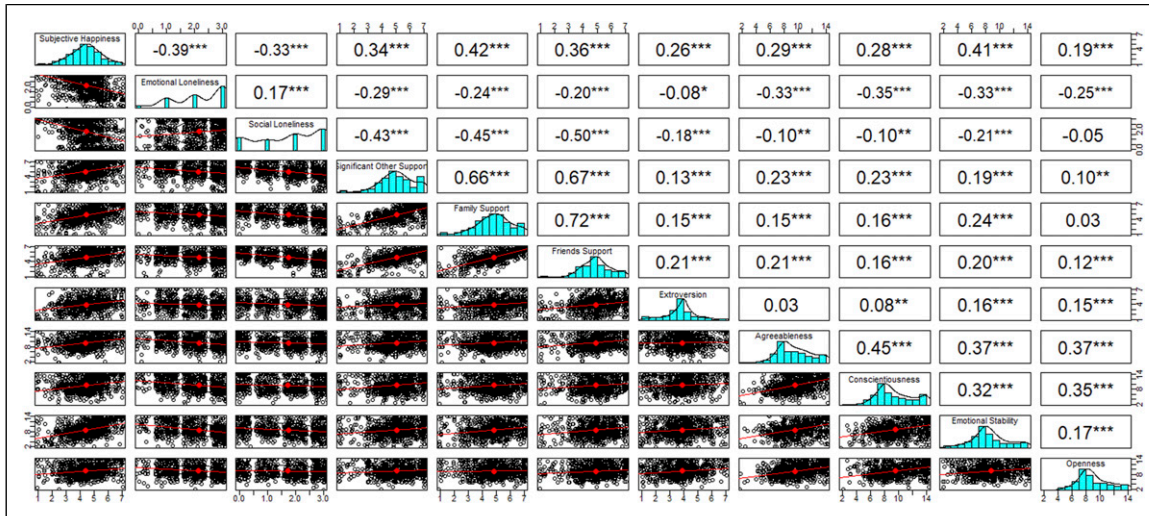 0.0 1.0 2.0 3.0 1 2 3 4 5 6 7 1 2 3 4 5 6 7 2 4 6 8 10 14 2 4 6 8 10 14
Subjective Happiness -0.39*** -0.33*** 0.34*** 0.42*** 0.36*** 0.26*** 0.29*** 0.28*** 0.41*** 0.19***
Emotional Loneliness 0.17*** -0.29*** -0.24*** -0.20*** -0.08* -0.33*** -0.35*** -0.33*** -0.25***
Social Loneliness -0.43*** -0.45*** -0.50*** -0.18*** -0.10** -0.10** -0.21*** -0.05
Significant Other Support 0.66*** 0.67*** 0.13*** 0.23*** 0.23*** 0.19*** 0.10**
Family Support 0.72*** 0.15*** 0.15*** 0.16*** 0.24*** 0.03
Friends Support 0.21*** 0.21*** 0.16*** 0.20*** 0.12***
Extroversion 0.03 0.08** 0.16*** 0.15***
Agreeableness 0.45*** 0.37*** 0.37***
Conscientiousness 0.32*** 0.35***
Emotional Stability 0.17***
Openness
1 2 3 4 5 6 7 0.0 1.0 2.0 3.0 1 2 3 4 5 6 7 1 2 3 4 5 6 7 2 4 6 8 10 14 2 4 6 8 10 14